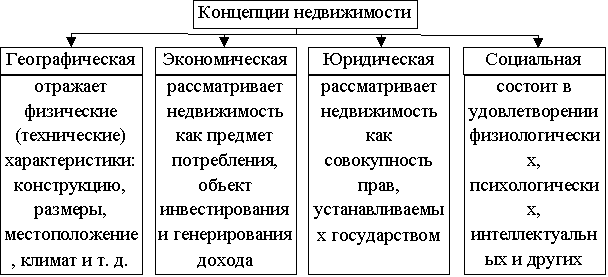 Концепции недвижимости
Географическая
отражает
физические
(технические)
характеристики:
конструкцию,
размеры,
местоположение
, климат и т. д.
Экономическая
рассматривает
недвижимость
как предмет
потребления,
объект
инвестирования
и генерирования
дохода
Юридическая
рассматривает
недвижимость
как
совокупность
прав,
устанавливаемы
х государством
Социальная
состоит в
удовлетворении
физиологически
х,
психологически
х,
интеллектуальн
ых и других